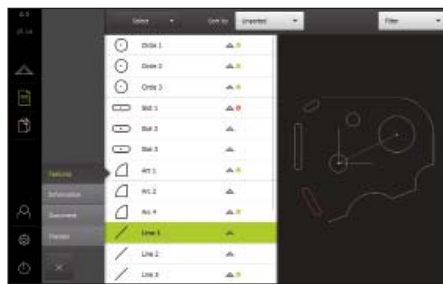 Select
Sort by
Imported
Filter
Circle 1
Circle 2
Circle 3
Slot 1
Slot 2
Slot 3
Features
Arc 1
Information
Arc 2
Document
Arc 4
Line 1
Line 2
Line 3